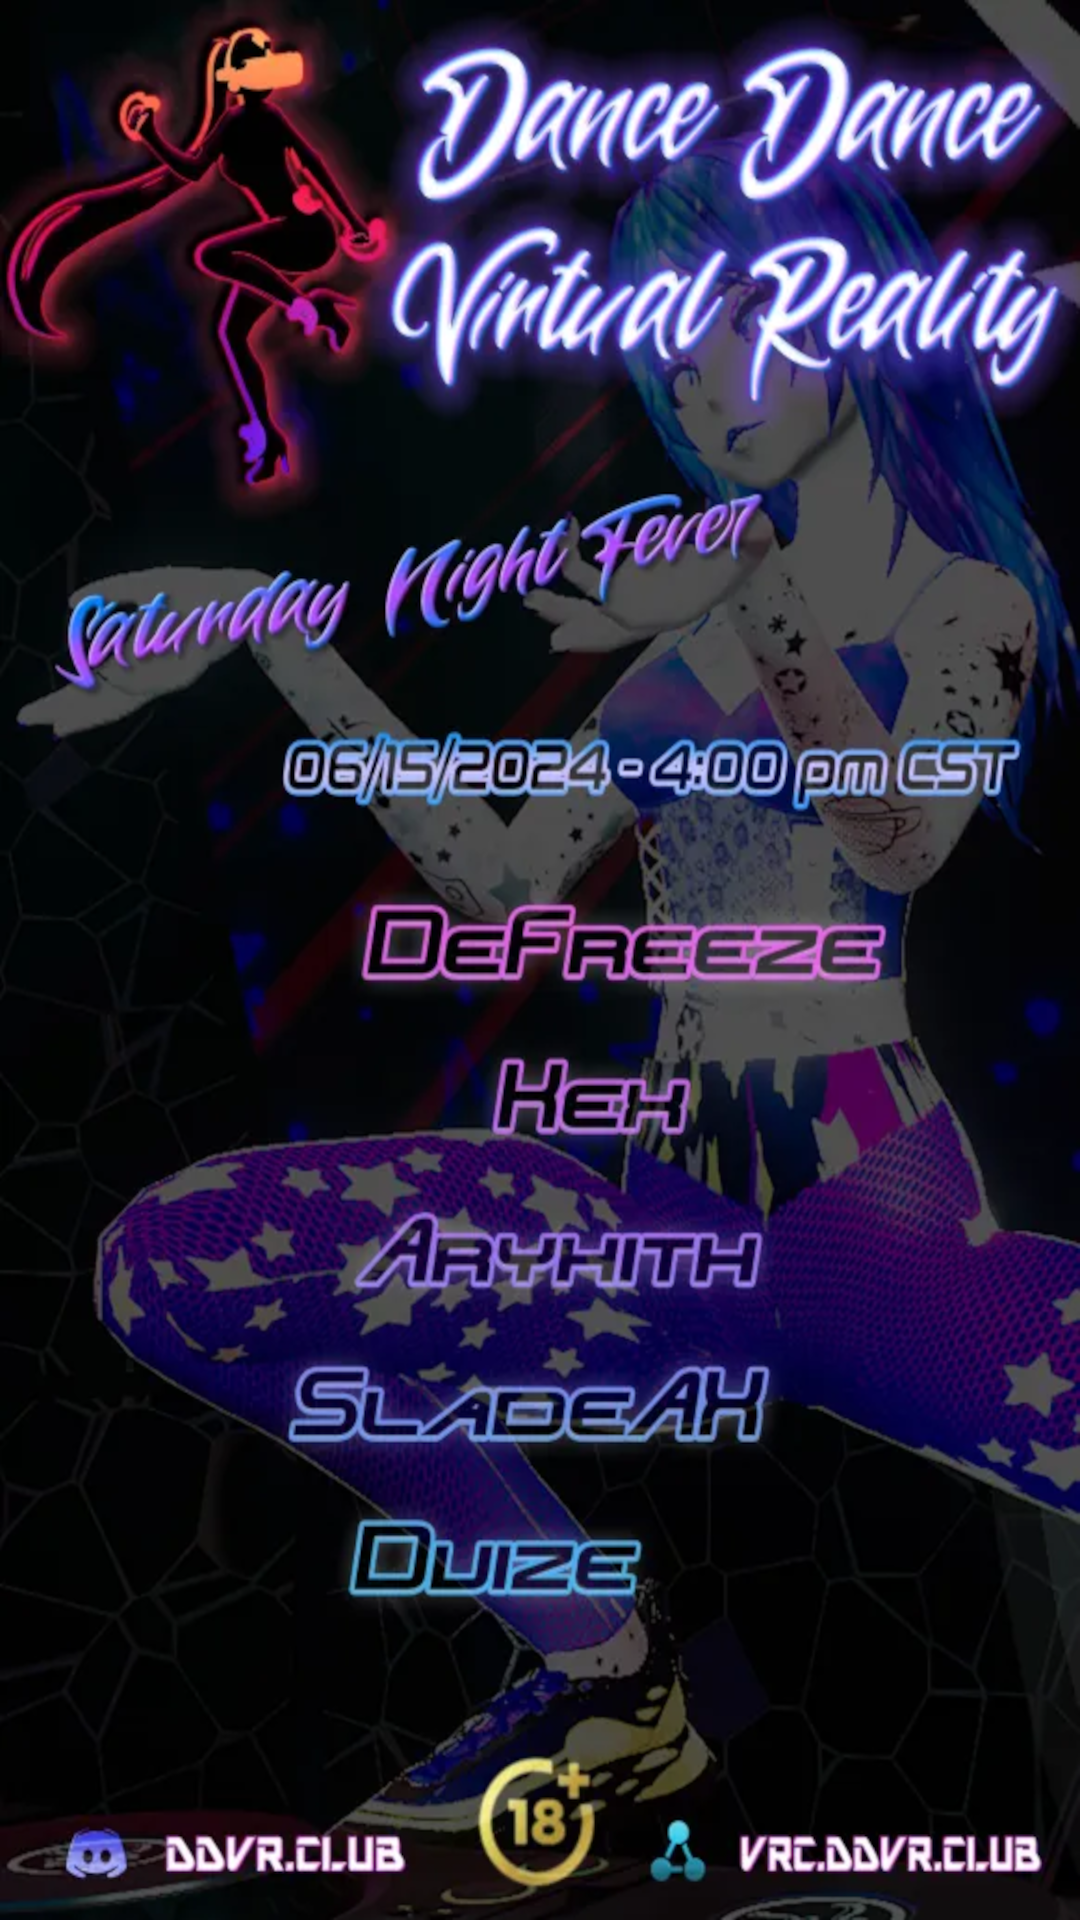 Dance Dance
Virtual Reality
Saturday Night Fever
06/15/2024 - 4:00 pm CST
DeFreeze
Kex
Aryhith
SladeAX
Duize
18+
DDVR.CLUB
VRC.DDVR.CLUB